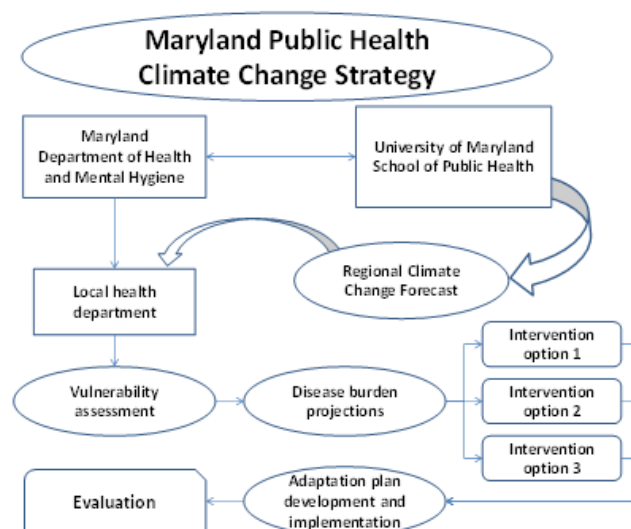 Maryland Public Health
Climate Change Strategy
Maryland
Department of Health
and Mental Hygiene
University of Maryland
School of Public Health
Regional Climate
Change Forecast
Local health
department
Vulnerability
assessment
Disease burden
projections
Intervention
option 1
Intervention
option 2
Intervention
option 3
Evaluation
Adaptation plan
development and
implementation